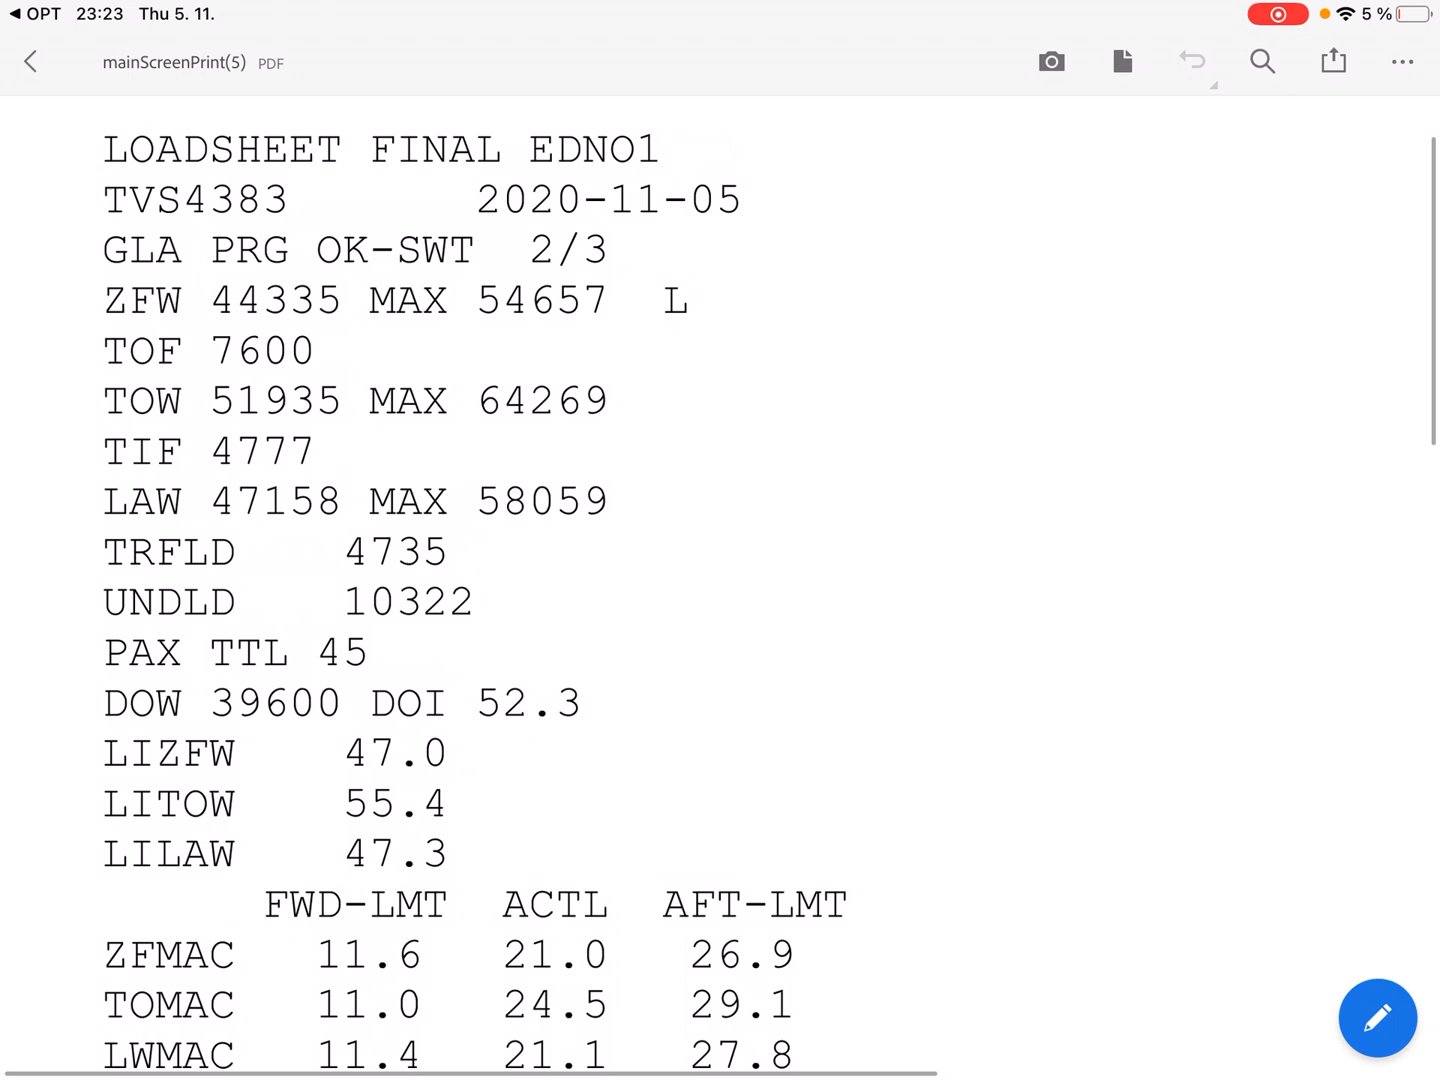 ◀ OPT 23:23 Thu 5. 11. 5 %
mainScreenPrint(5) PDF
LOADSHEET FINAL EDNO1
TVS4383 2020-11-05
GLA PRG OK-SWT 2/3
ZFW 44335 MAX 54657 L
TOF 7600
TOW 51935 MAX 64269
TIF 4777
LAW 47158 MAX 58059
TRFLD 4735
UNDLD 10322
PAX TTL 45
DOW 39600 DOI 52.3
LIZFW 47.0
LITOW 55.4
LILAW 47.3
FWD-LMT ACTL AFT-LMT
ZFMAC 11.6 21.0 26.9
TOMAC 11.0 24.5 29.1
LWMAC 11.4 21.1 27.8